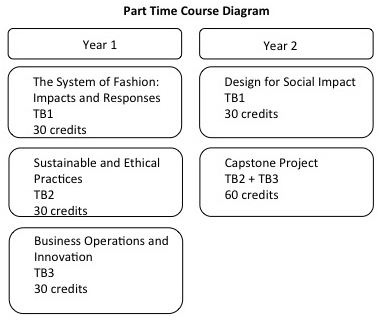 Part Time Course Diagram
Year 1
The System of Fashion:
Impacts and Responses
TB1
30 credits
Sustainable and Ethical
Practices
TB2
30 credits
Business Operations and
Innovation
TB3
30 credits
Year 2
Design for Social Impact
TB1
30 credits
Capstone Project
TB2 + TB3
60 credits